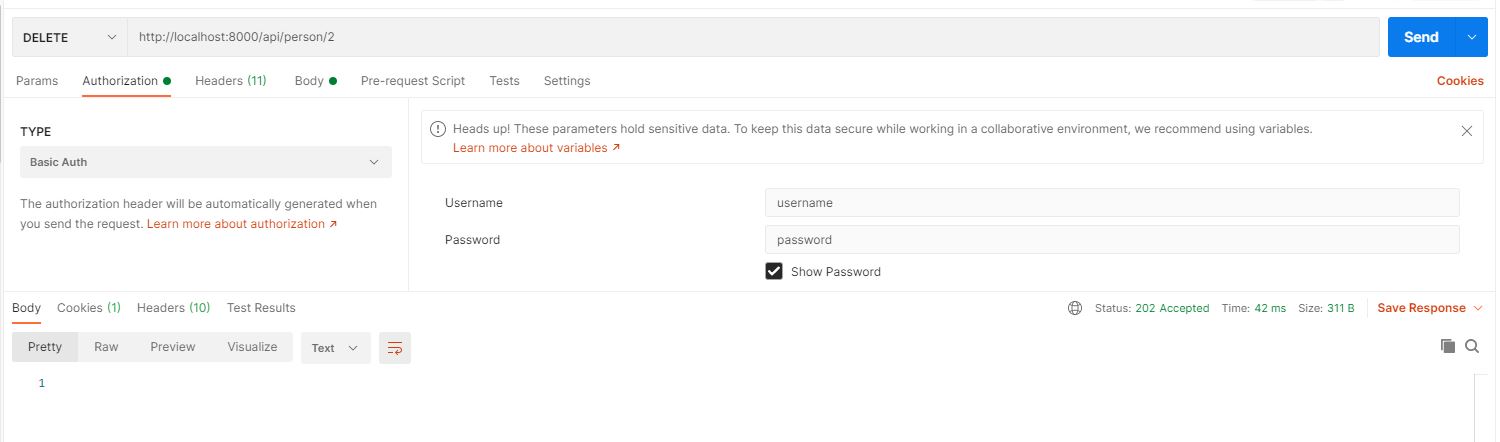 DELETE http://localhost:8000/api/person/2 Send
Params Authorization Headers (11) Body Pre-request Script Tests Settings Cookies
TYPE
Basic Auth
The authorization header will be automatically generated when
you send the request. Learn more about authorization ↗
Heads up! These parameters hold sensitive data. To keep this data secure while working in a collaborative environment, we recommend using variables.
Learn more about variables ↗
Username username
Password password
Show Password
Body Cookies (1) Headers (10) Test Results Status: 202 Accepted Time: 42 ms Size: 311 B Save Response
Pretty Raw Preview Visualize Text
1